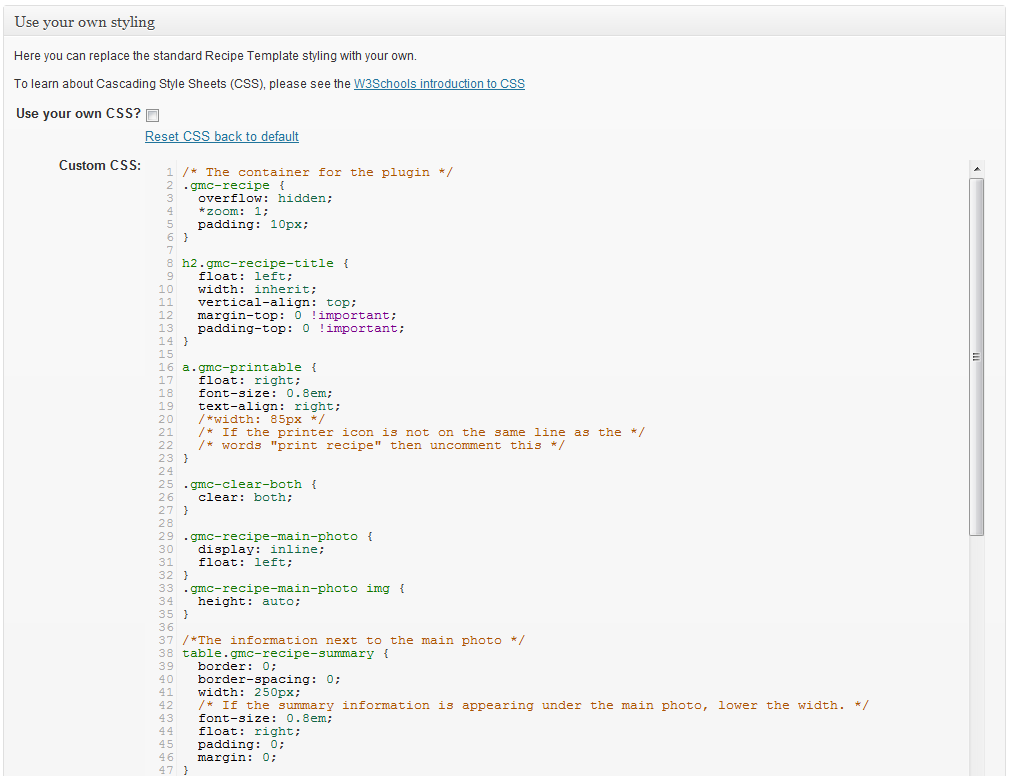 Use your own styling
Here you can replace the standard Recipe Template styling with your own.
To learn about Cascading Style Sheets (CSS), please see the W3Schools introduction to CSS
Use your own CSS?
Reset CSS back to default
Custom CSS:
1 /* The container for the plugin */
2 .gmc-recipe {
3   overflow: hidden;
4   *zoom: 1;
5   padding: 10px;
6 }
7
8 h2.gmc-recipe-title {
9   float: left;
10   width: inherit;
11   vertical-align: top;
12   margin-top: 0 !important;
13   padding-top: 0 !important;
14 }
15
16 a.gmc-printable {
17   float: right;
18   font-size: 0.8em;
19   text-align: right;
20   /*width: 85px */
21   /* If the printer icon is not on the same line as the */
22   /* words "print recipe" then uncomment this */
23 }
24
25 .gmc-clear-both {
26   clear: both;
27 }
28
29 .gmc-recipe-main-photo {
30   display: inline;
31   float: left;
32 }
33 .gmc-recipe-main-photo img {
34   height: auto;
35 }
36
37 /*The information next to the main photo */
38 table.gmc-recipe-summary {
39   border: 0;
40   border-spacing: 0;
41   width: 250px;
42   /* If the summary information is appearing under the main photo, lower the width. */
43   font-size: 0.8em;
44   float: right;
45   padding: 0;
46   margin: 0;
47 }